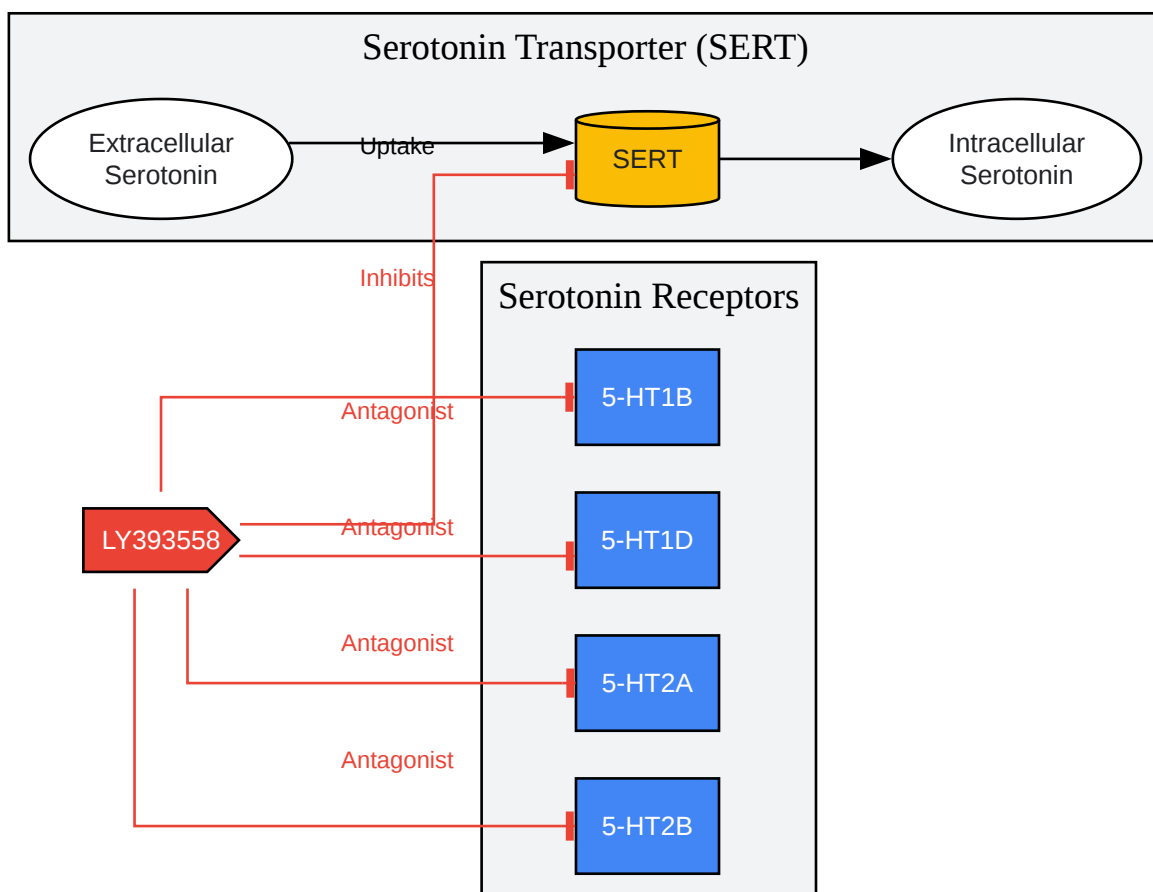 Serotonin Transporter (SERT)
Extracellular
Serotonin
Uptake
SERT
Intracellular
Serotonin
Inhibits
Serotonin Receptors
5-HT1B
Antagonist
LY393558
Antagonist
5-HT1D
Antagonist
5-HT2A
Antagonist
5-HT2B